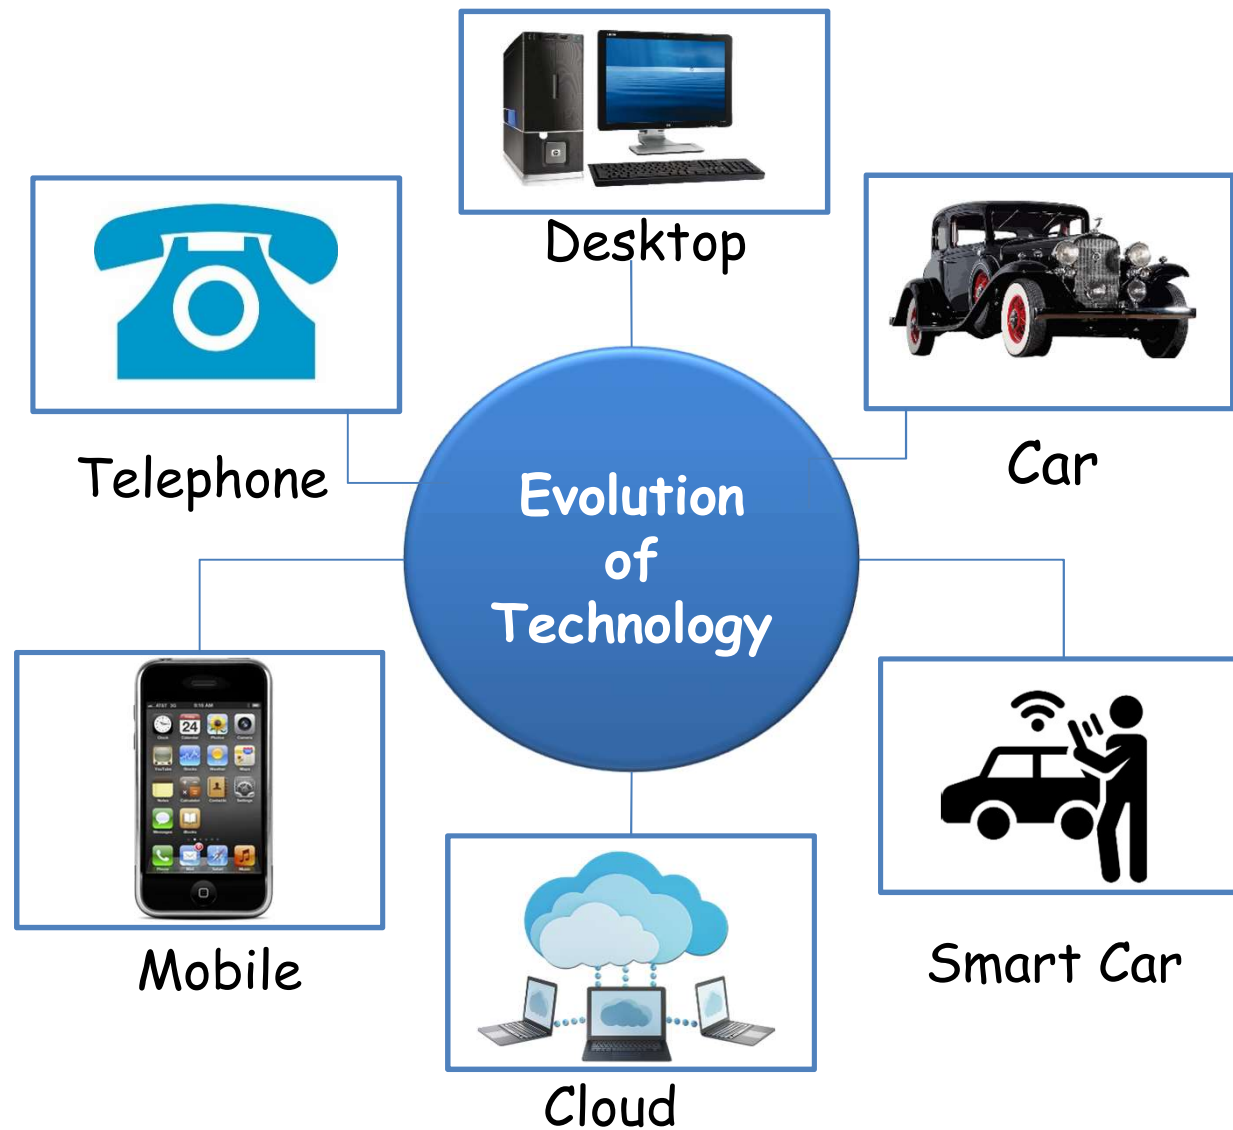 Desktop
Telephone
Car
Evolution
of
Technology
Mobile
Smart Car
Cloud